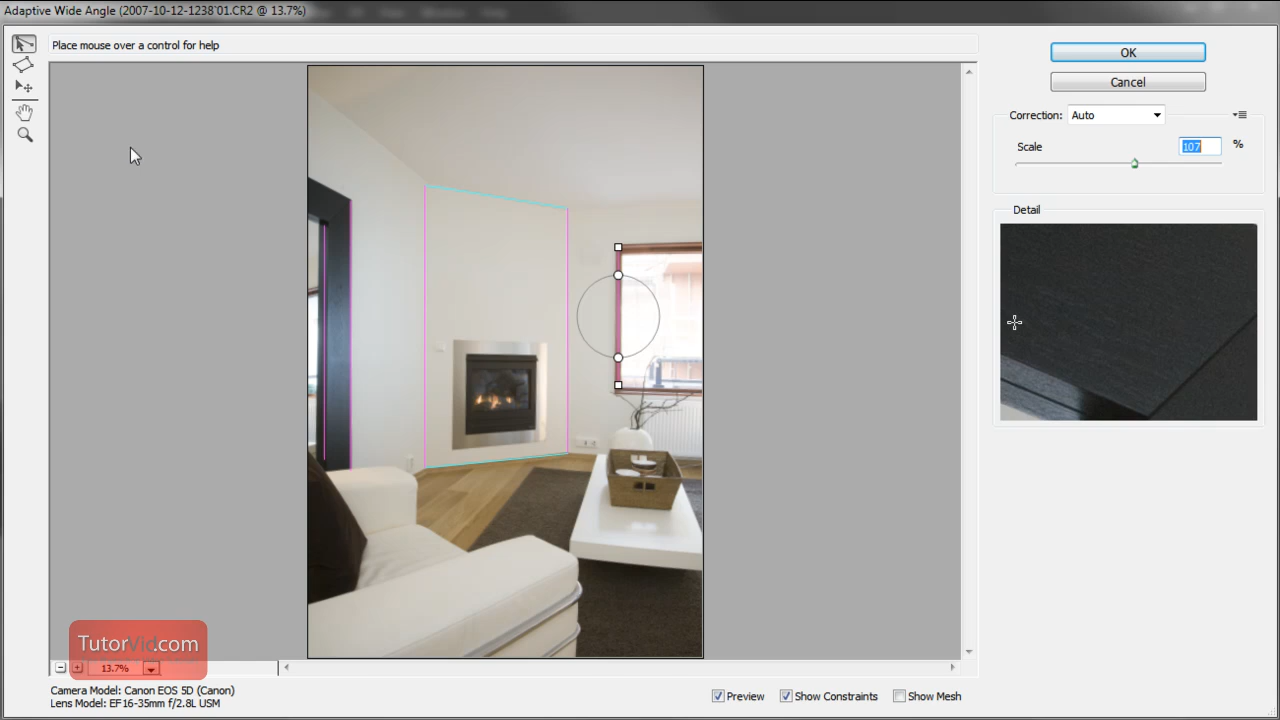 Adaptive Wide Angle (2007-10-12-1238`01.CR2 @ 13.7%)
Place mouse over a control for help
OK
Cancel
Correction: Auto
Scale 107 %
Detail
TutorVid.com
13.7%
Camera Model: Canon EOS 5D (Canon)
Lens Model: EF16-35mm f/2.8L USM
Preview Show Constraints Show Mesh